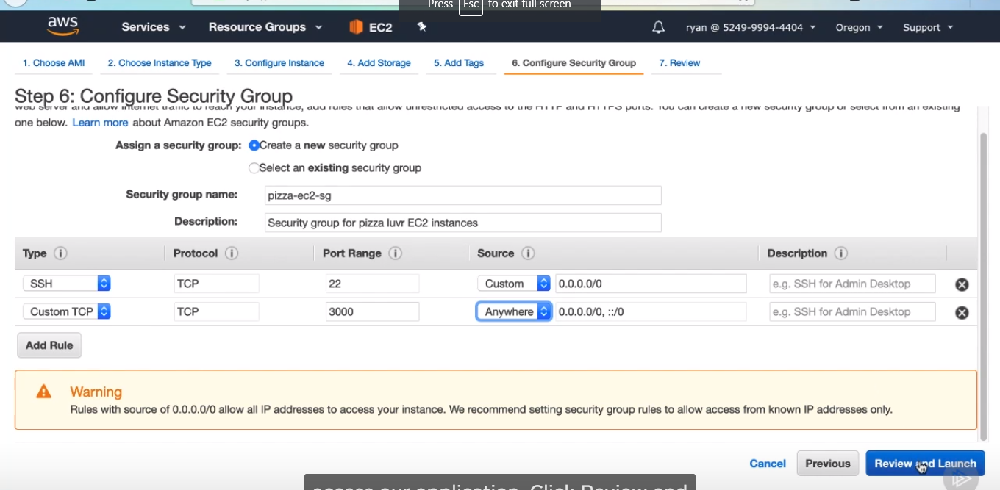 Press Esc to exit full screen
aws Services Resource Groups EC2 ryan @ 5249-9994-4404 Oregon Support
1. Choose AMI 2. Choose Instance Type 3. Configure Instance 4. Add Storage 5. Add Tags 6. Configure Security Group 7. Review
Step 6: Configure Security Group
web server and allow Internet traffic to reach your instance, add rules that allow unrestricted access to the HTTP and HTTPS ports. You can create a new security group or select from an existing
one below. Learn more about Amazon EC2 security groups.
Assign a security group: Create a new security group
Select an existing security group
Security group name: pizza-ec2-sg
Description: Security group for pizza luvr EC2 instances
Type i Protocol i Port Range i Source i Description i
SSH TCP 22 Custom 0.0.0.0/0 e.g. SSH for Admin Desktop
Custom TCP TCP 3000 Anywhere 0.0.0.0/0, ::/0 e.g. SSH for Admin Desktop
Add Rule
Warning
Rules with source of 0.0.0.0/0 allow all IP addresses to access your instance. We recommend setting security group rules to allow access from known IP addresses only.
Cancel Previous Review and Launch
access our application. Click Review and